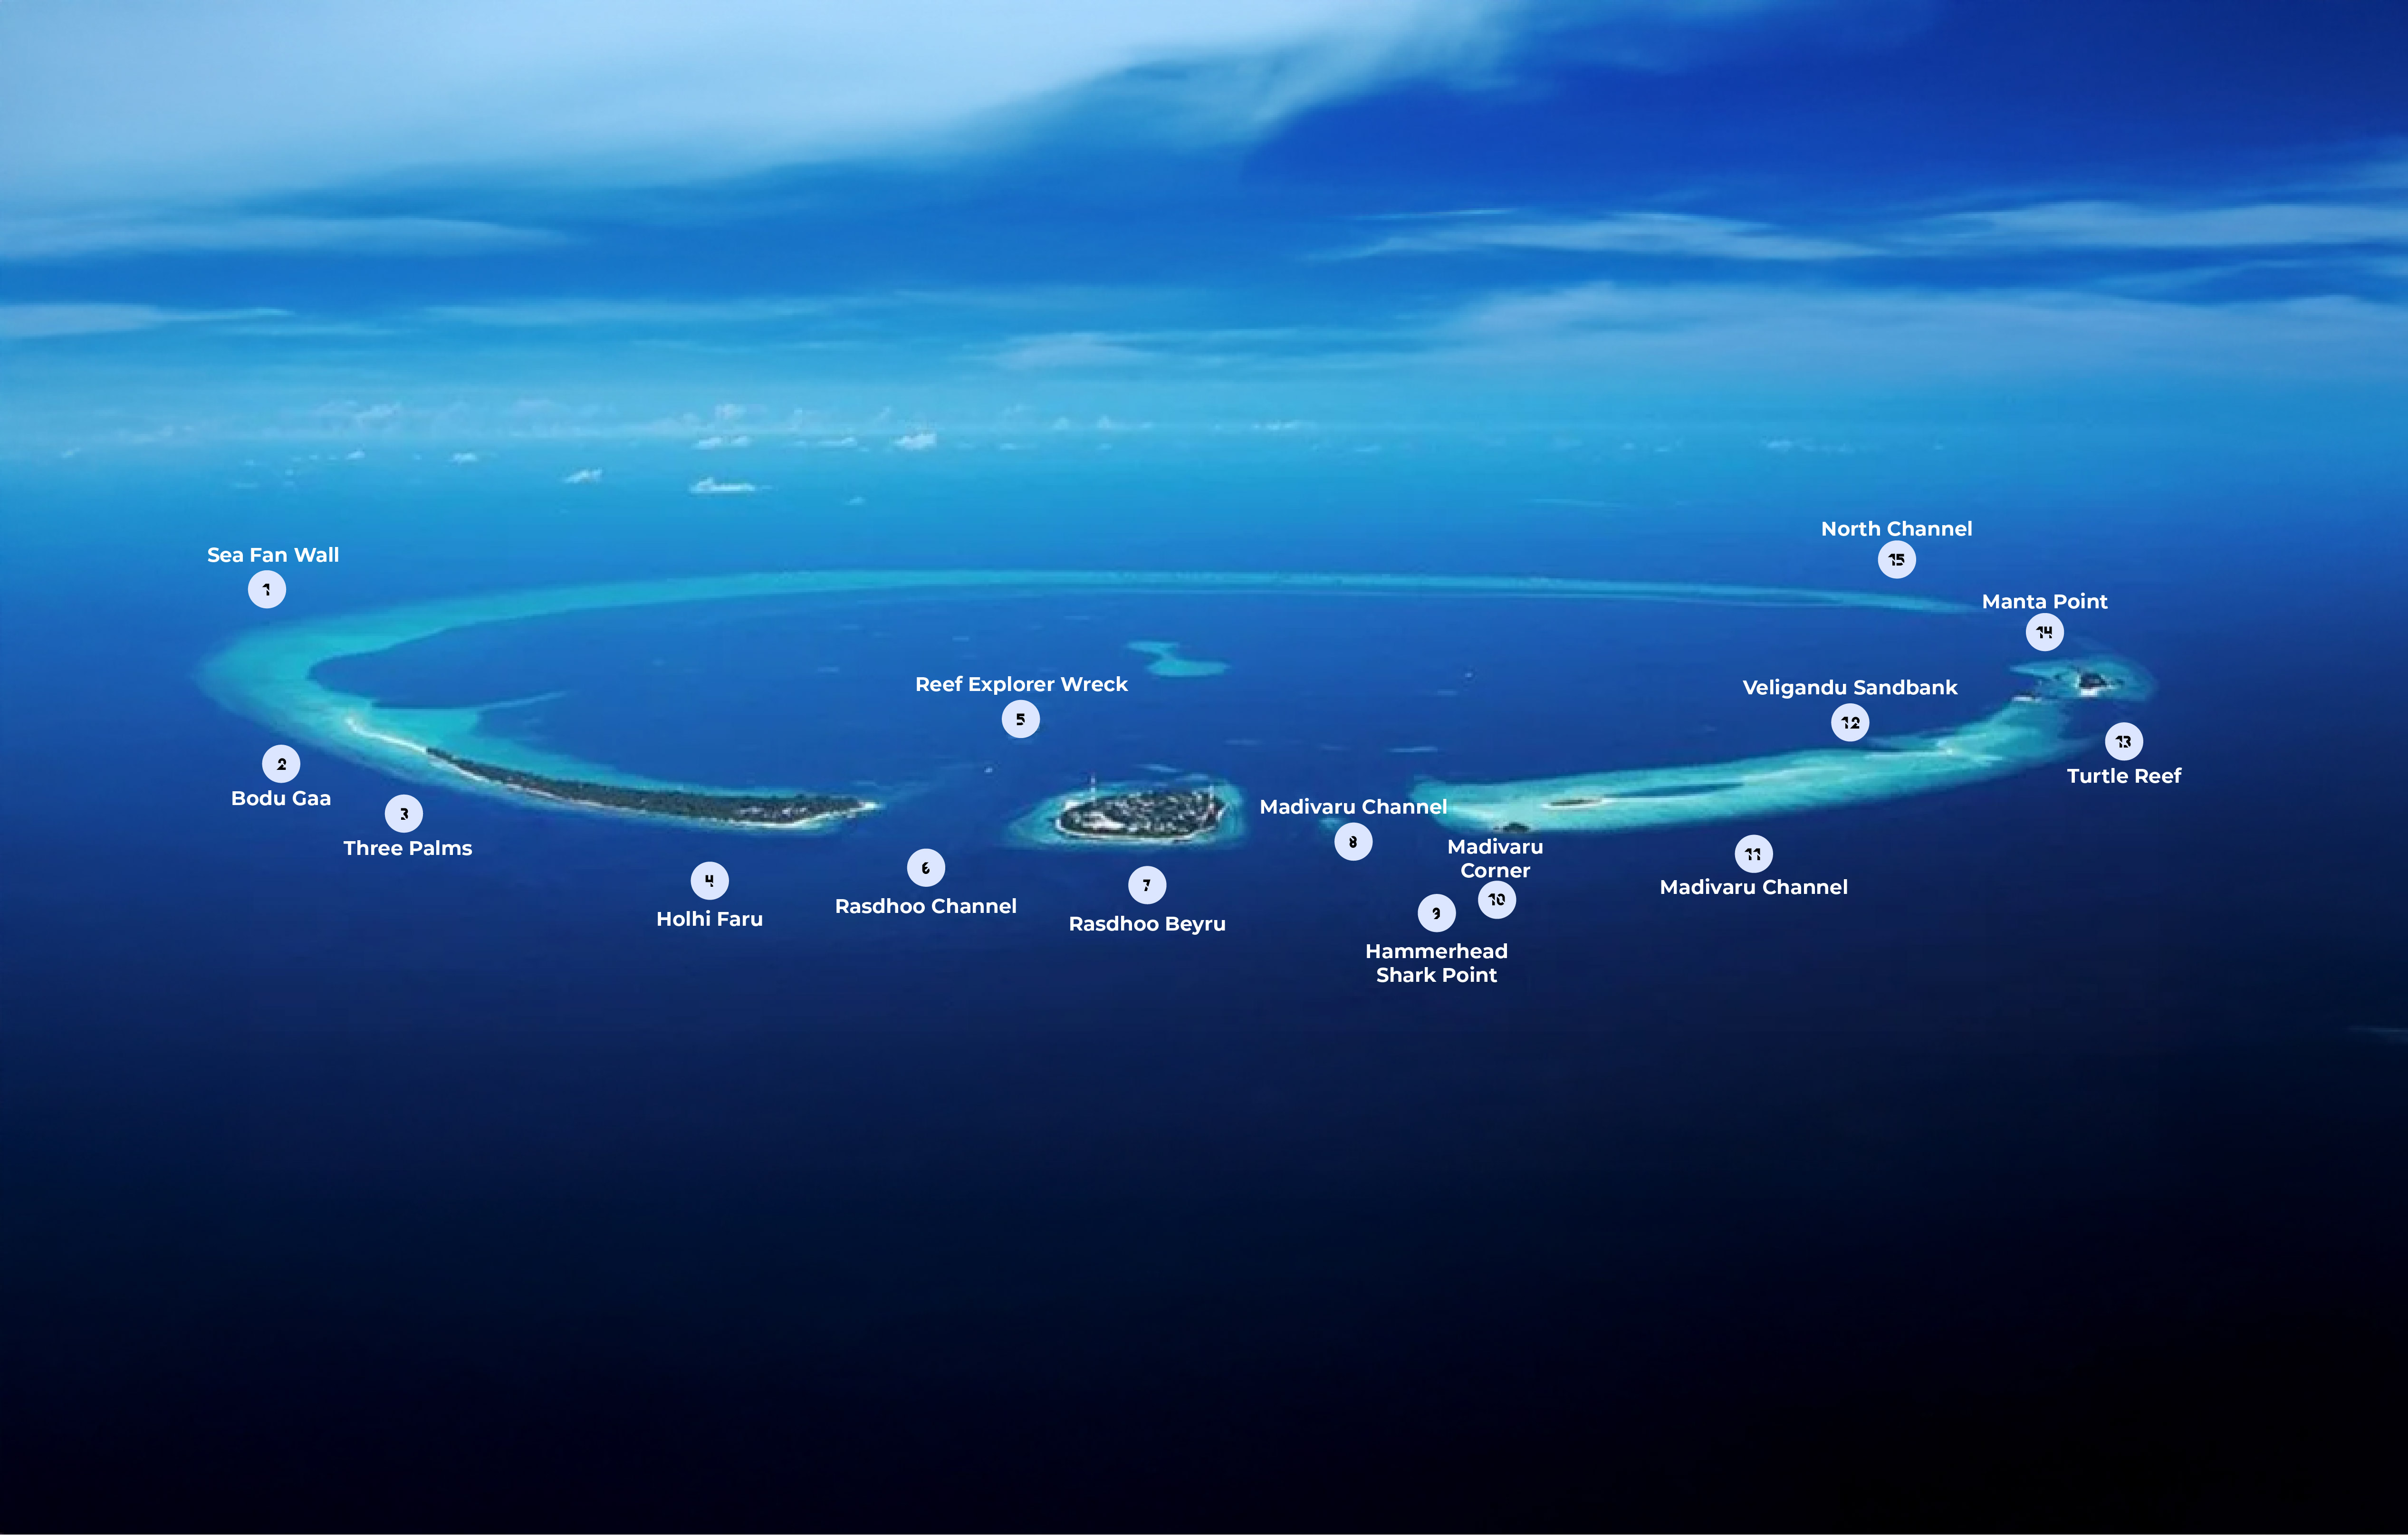 Sea Fan Wall
1
2
Bodu Gaa
3
Three Palms
4
Holhi Faru
Reef Explorer Wreck
5
6
Rasdhoo Channel
7
Rasdhoo Beyru
Madivaru Channel
8
9
Hammerhead
Shark Point
Madivaru
Corner
10
11
Madivaru Channel
Veligandu Sandbank
12
13
Turtle Reef
Manta Point
14
North Channel
15